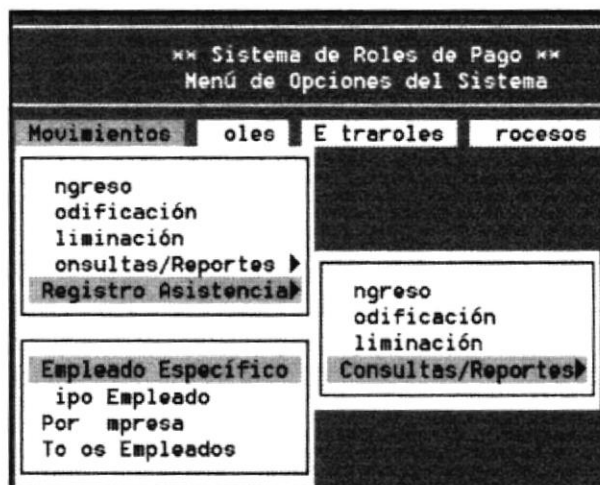 ** Sistema de Roles de Pago **
Menú de Opciones del Sistema
Movimientos oles E traroles rocesos
ngreso
odificación
liminación
onsultas/Reportes
Registro Asistencia
ngreso
odificación
liminación
Consultas/Reportes
Empleado Específico
ipo Empleado
Por mpresa
To os Empleados